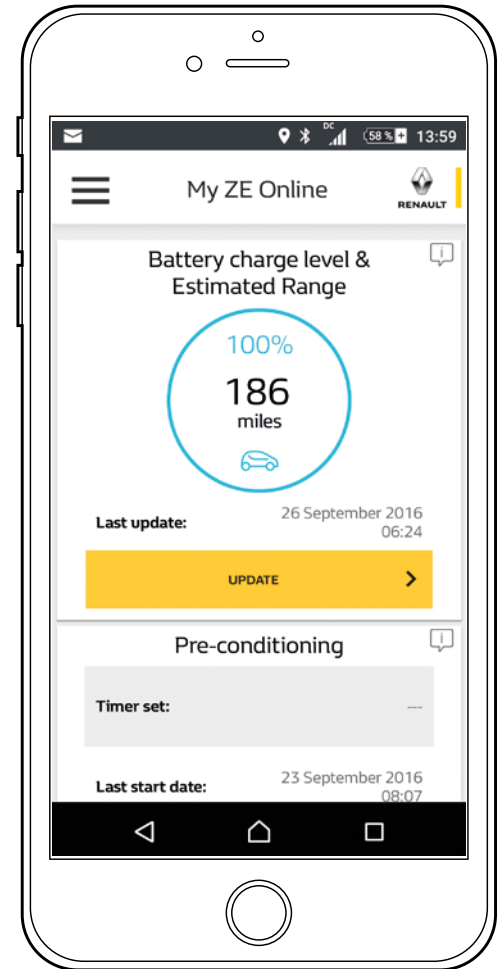 DC
58 % 13:59
My ZE Online
RENAULT
Battery charge level &
Estimated Range
100%
186
miles
Last update:
26 September 2016
06:24
UPDATE
Pre-conditioning
Timer set:
---
Last start date:
23 September 2016
08:07